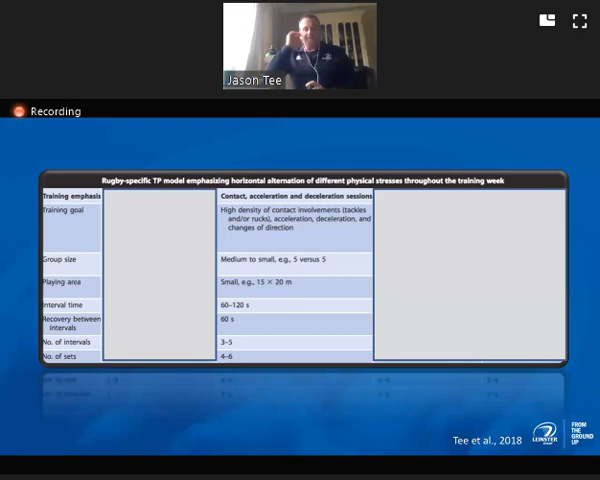 Jason Tee
Recording
Rugby-specific TP model emphasizing horizontal alternation of different physical stresses throughout the training week
Training emphasis
Contact, acceleration and deceleration sessions
Training goal
High density of contact involvements (tackles
and/or rucks), acceleration, deceleration, and
changes of direction
Group size
Medium to small, e.g., 5 versus 5
Playing area
Small, e.g., 15 × 20 m
Interval time
60–120 s
Recovery between
intervals
60 s
No. of intervals
3–5
No. of sets
4–6
Tee et al., 2018
LEINSTER
FROM
THE
GROUND
UP